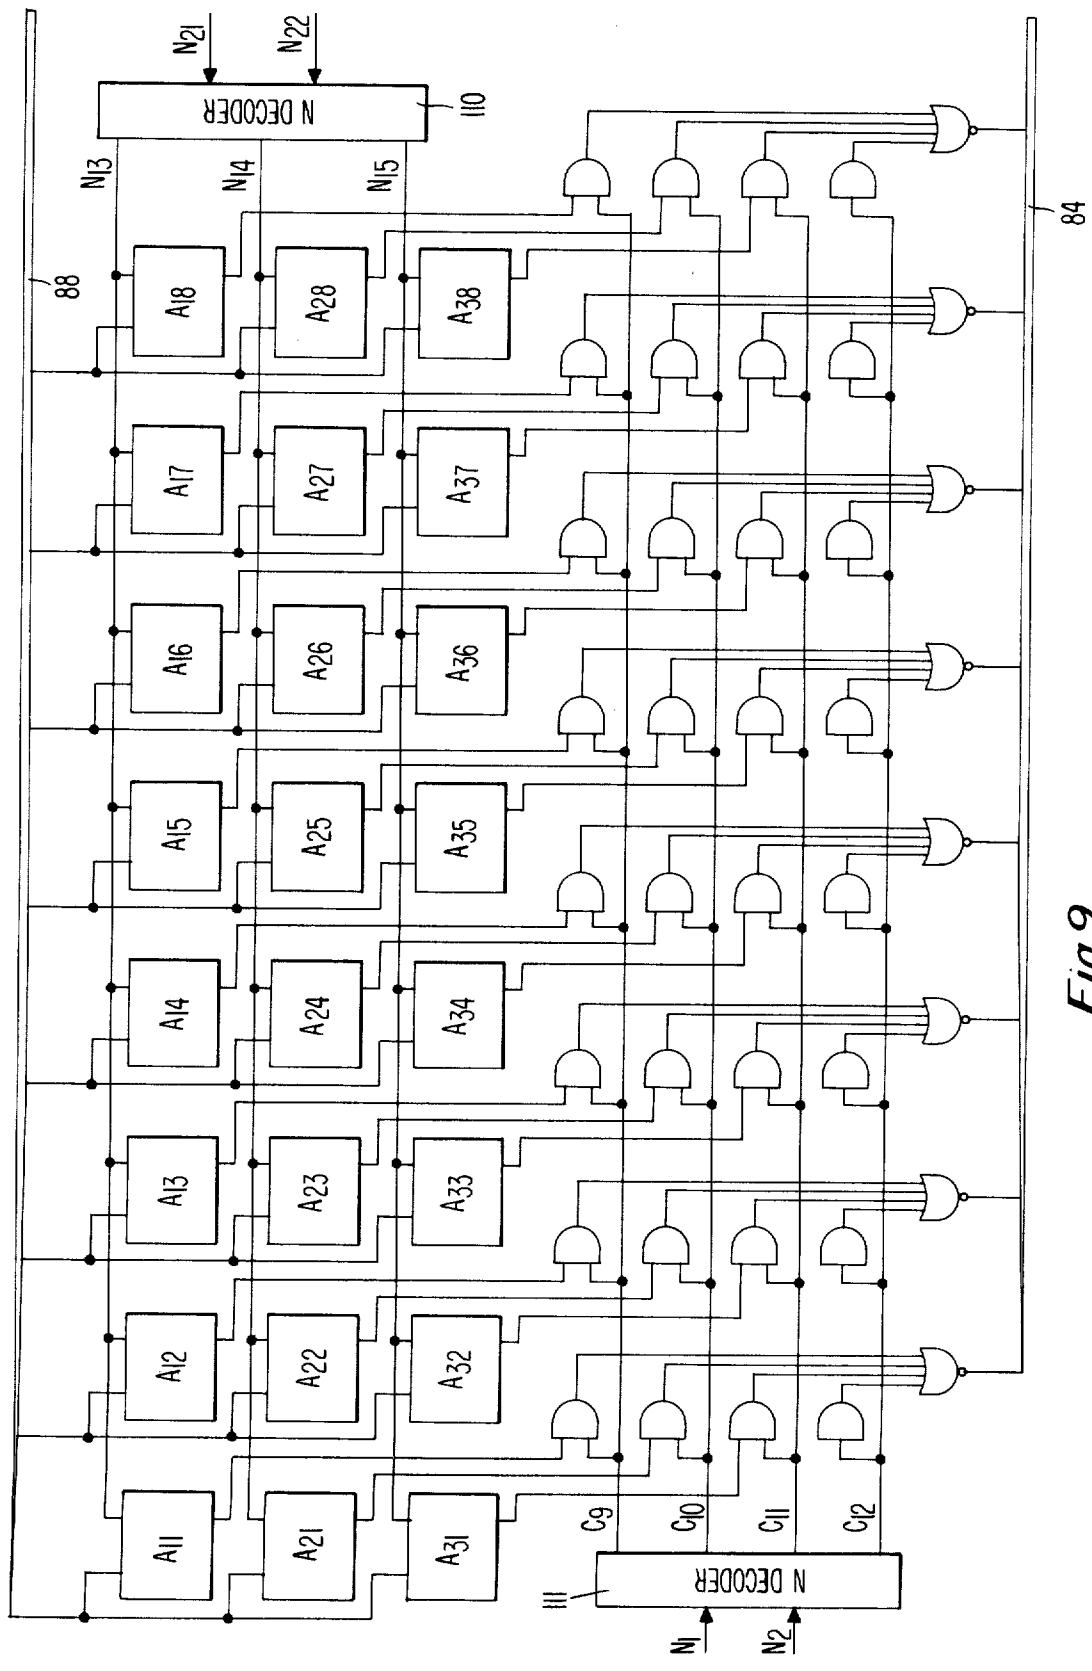 88
N21
N22
N DECODER
110
N13
N14
N15
A11
A12
A13
A14
A15
A16
A17
A18
A21
A22
A23
A24
A25
A26
A27
A28
A31
A32
A33
A34
A35
A36
A37
A38
C9
C10
C11
C12
111
N DECODER
N1
N2
84
Fig.9